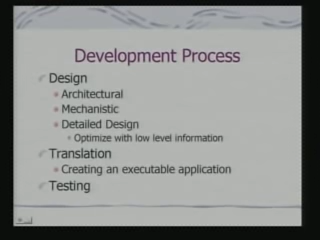 Development Process
Design
Architectural
Mechanistic
Detailed Design
Optimize with low level information
Translation
Creating an executable application
Testing